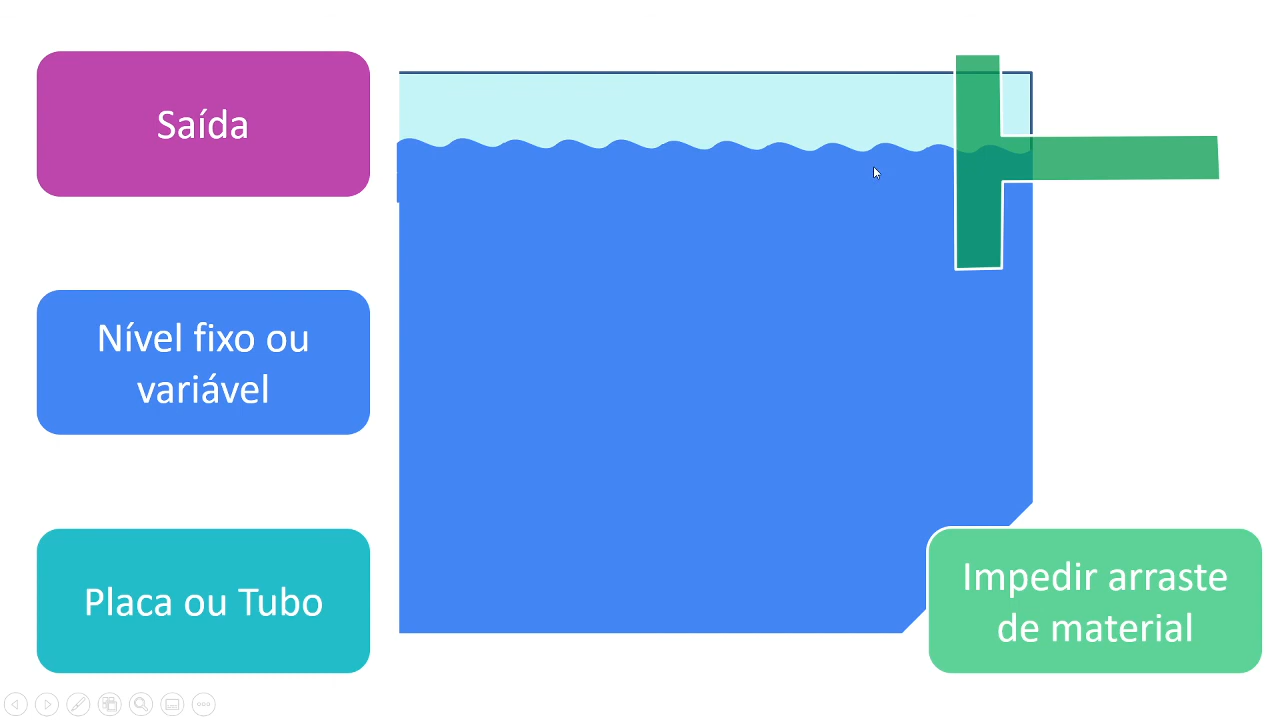 Saída
Nível fixo ou
variável
Placa ou Tubo
Impedir arraste
de material